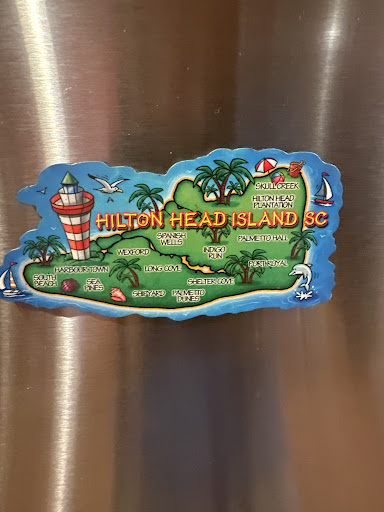 SKULL CREEK
HILTON HEAD
PLANTATION
HILTON HEAD ISLAND SC
SPANISH
WELLS
PALMETTO HALL
WEXFORD
INDIGO
RUN
PORT ROYAL
HARBOUR TOWN
LONG COVE
SOUTH
BEACH
SEA
PINES
SHELTER COVE
SHIPYARD
PALMETTO
DUNES